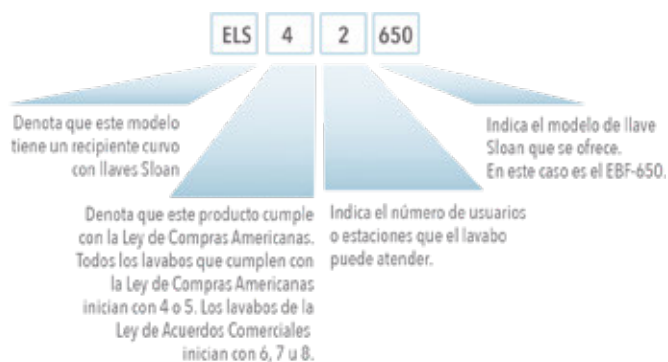 ELS 4 2 650
Denota que este modelo
tiene un recipiente curvo
con llaves Sloan
Indica el modelo de llave
Sloan que se ofrece.
En este caso es el EBF-650.
Denota que este producto cumple
con la Ley de Compras Americanas.
Todos los lavabos que cumplen con
la Ley de Compras Americanas
inician con 4 o 5. Los lavabos de la
Ley de Acuerdos Comerciales
inician con 6, 7 u 8.
Indica el número de usuarios
o estaciones que el lavabo
puede atender.